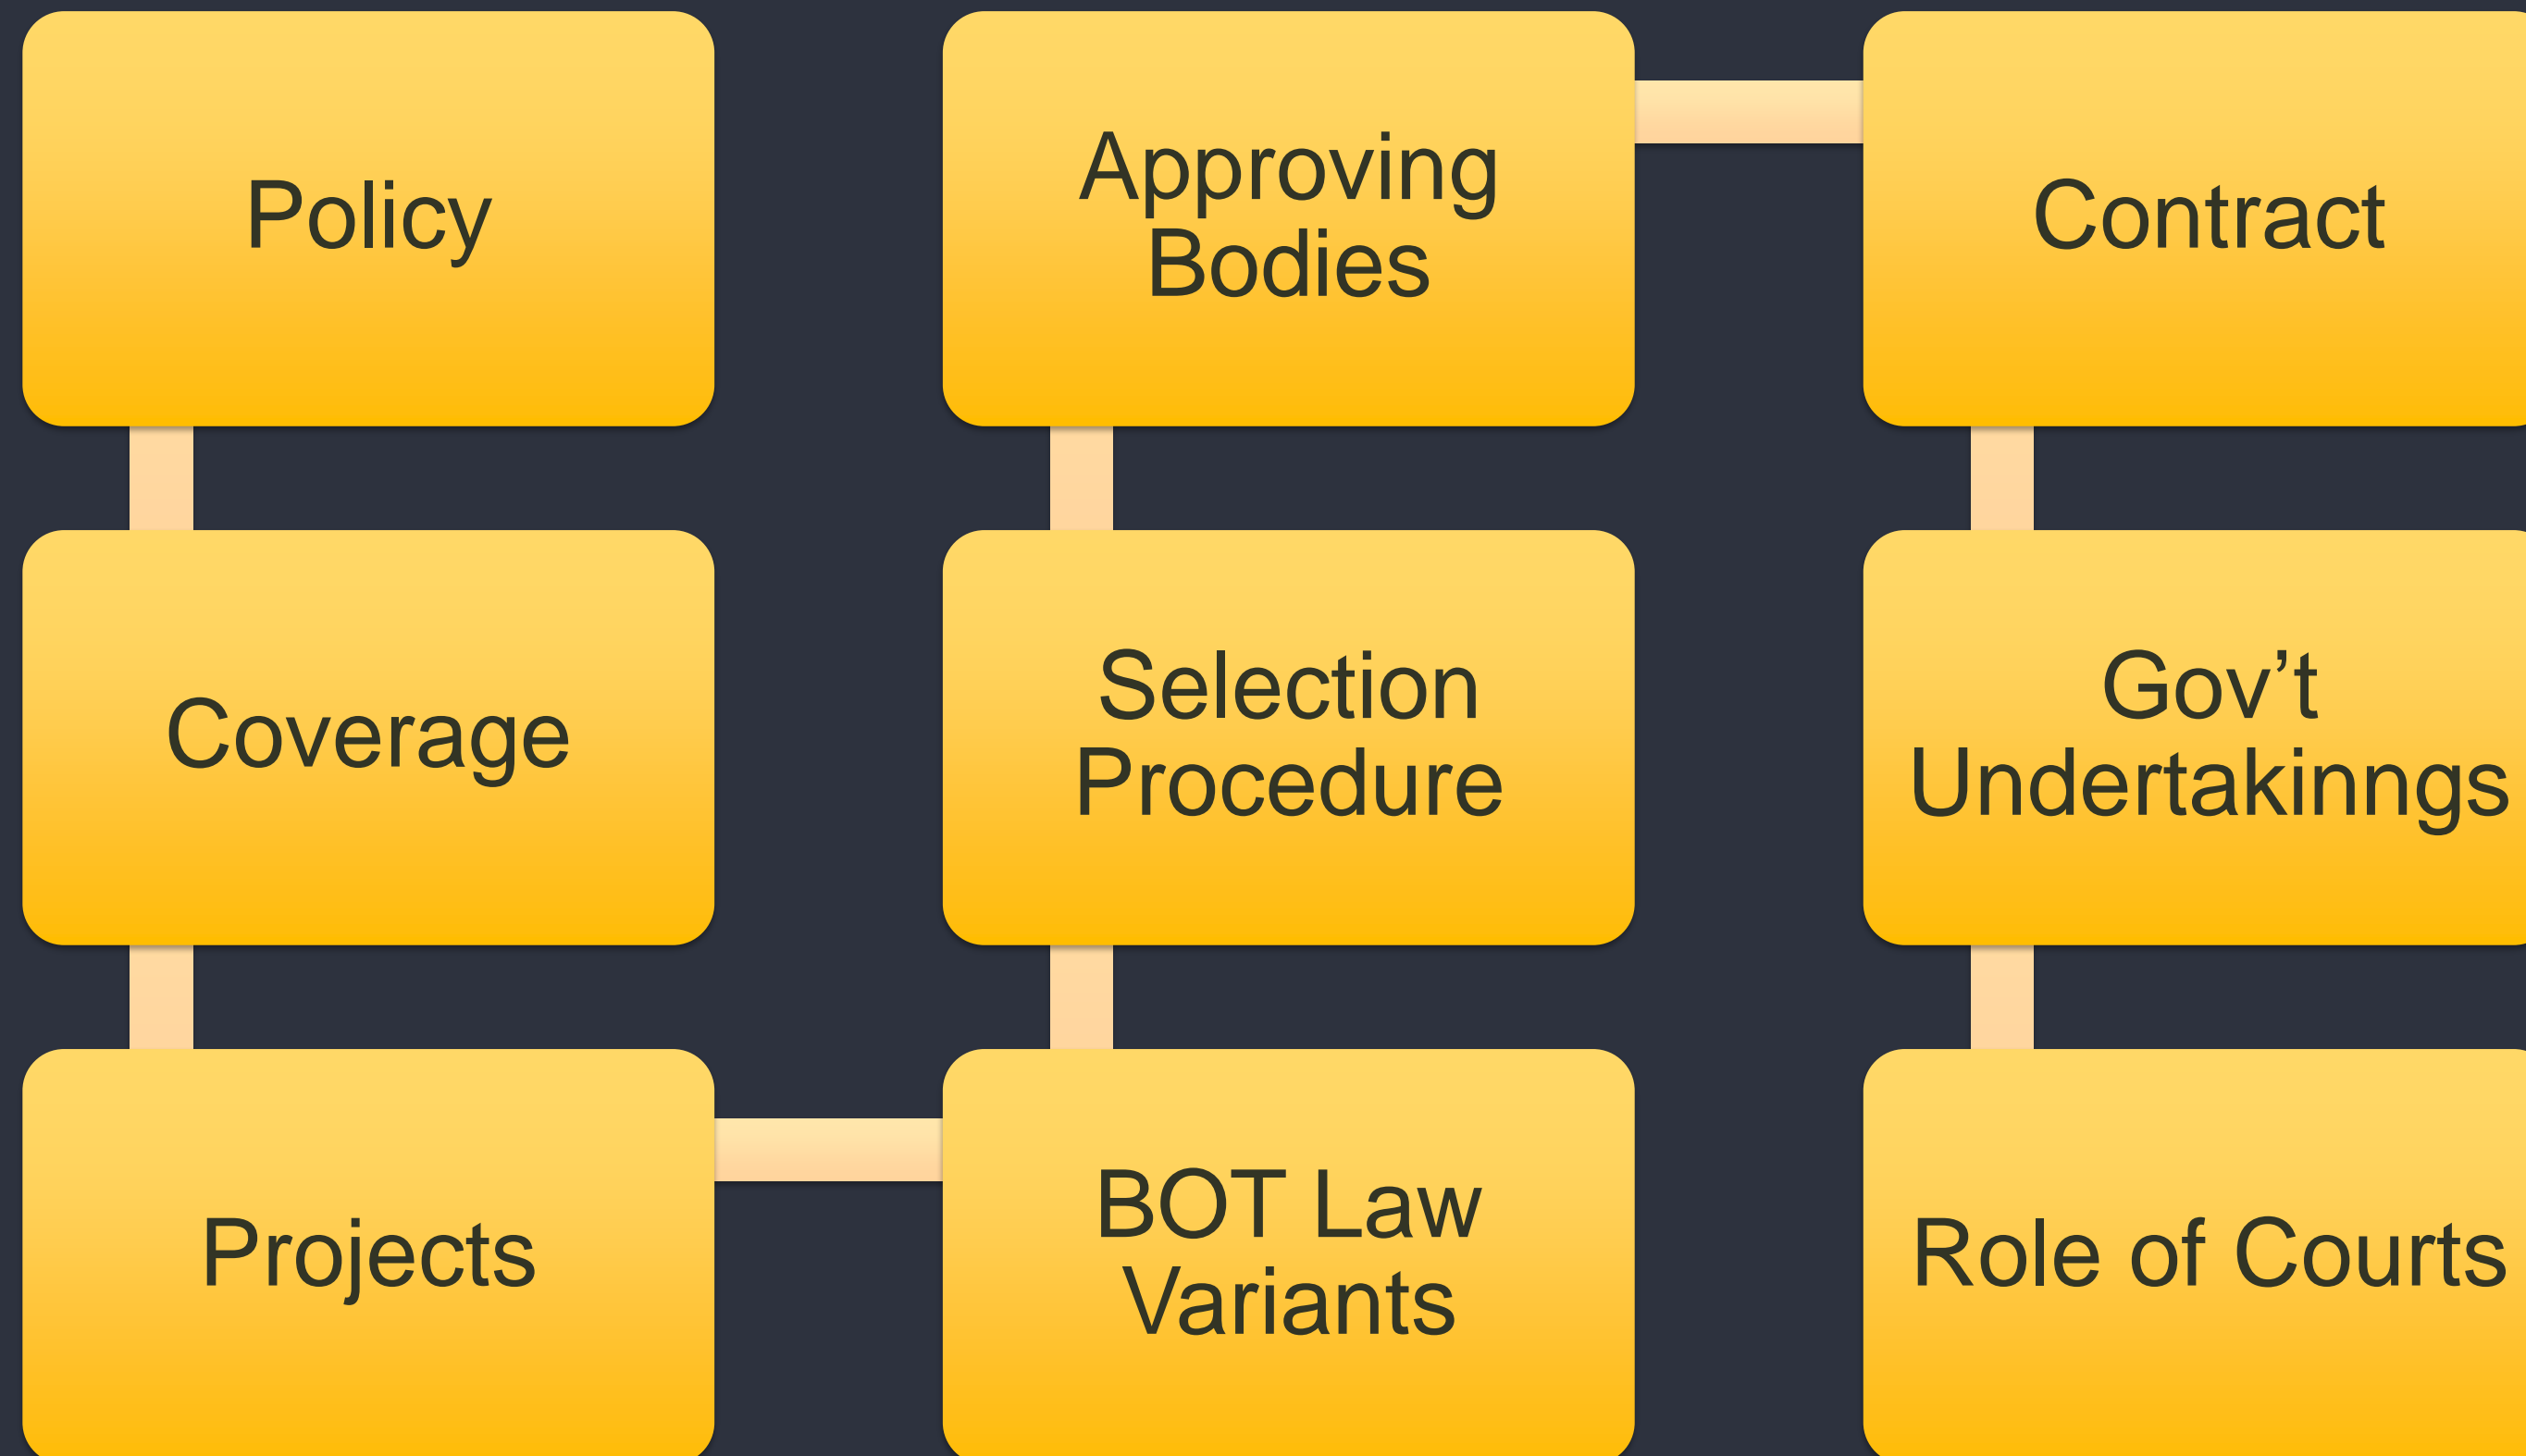 Policy
Coverage
Projects
BOT Law
Variants
Selection
Procedure
Approving
Bodies
Contract
Gov’t
Undertakinngs
Role of Courts